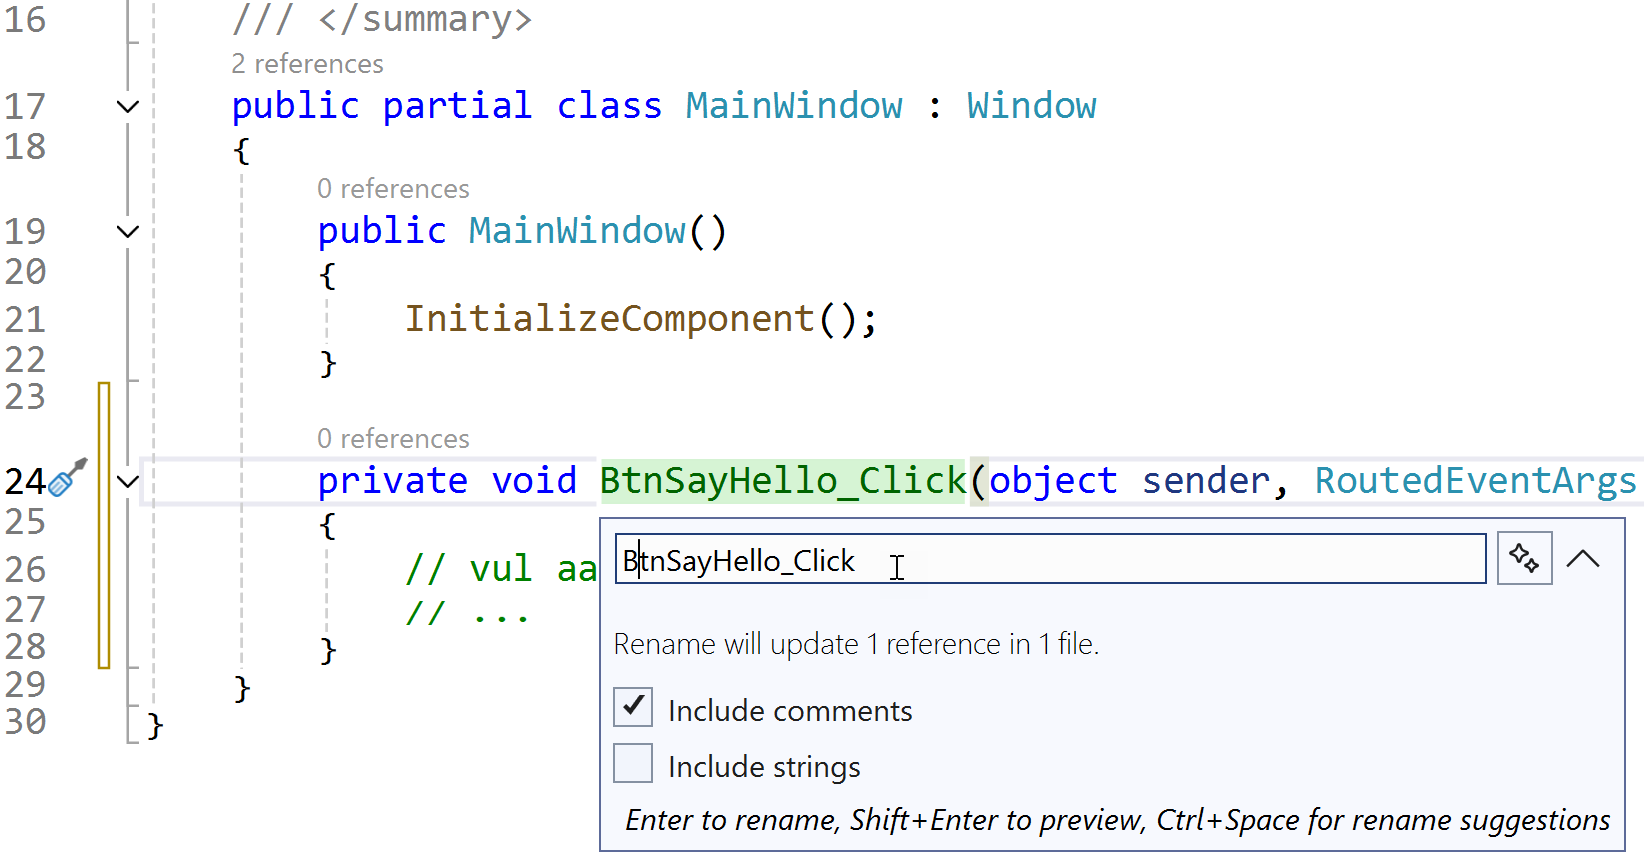 16 /// </summary>
2 references
17 public partial class MainWindow : Window
18 {
0 references
19 public MainWindow()
20 {
21 InitializeComponent();
22 }
23
0 references
24 private void BtnSayHello_Click(object sender, RoutedEventArgs
25 {
BtnSayHello_Click
26 // vul aa
27 // ...
28 }
29 }
30 }
Rename will update 1 reference in 1 file.
Include comments
Include strings
Enter to rename, Shift+Enter to preview, Ctrl+Space for rename suggestions